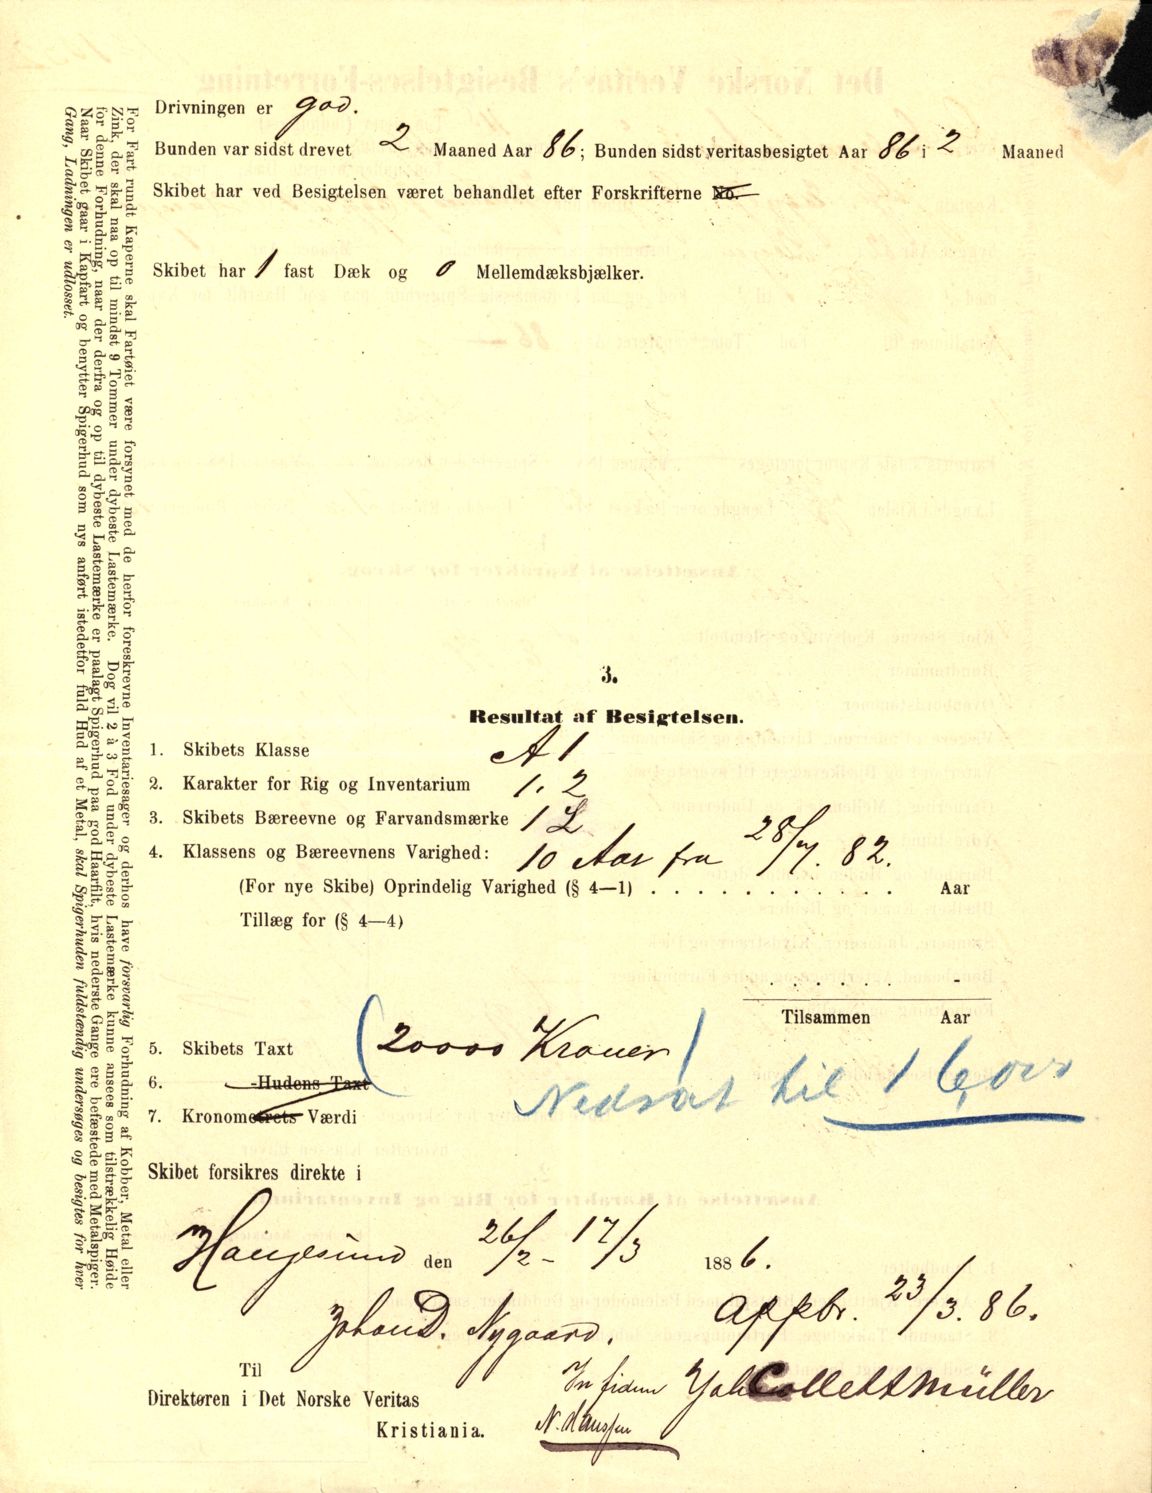 Drivningen er god.
Bunden var sidst drevet 2 Maaned Aar 86; Bunden sidst veritasbesigtet Aar 86 i 2 Maaned
Skibet har ved Besigtelsen været behandlet efter Forskrifterne No.
Skibet har 1 fast Dæk og 0 Mellemdæksbjælker.
For Fart rundt Kaperne skal Fartøiet være forsynet med de herfor foreskrevne Inventariesager og derhos have forsvarlig Forhudning af Kobber, Metal eller
Zink, der skal naa op til mindst 9 Tommer under dybeste Lastemærke. Dog vil 2 à 3 Fod under dybeste Lastemærke kunne ansees som tilstrækkelig Høide
for denne Forhudning, naar der derfra og op til dybeste Lastemærke er paalagt Spigerhud paa god Haarfilt, hvis nederste Gange ere befæstede med Metalspiger.
Naar Skibet gaar i Kapfart og benytter Spigerhud som nys anført istedetfor fuld Hud af et Metal, skal Spigerhuden fuldstændig undersøges og besigtes for hver
Gang, Ladningen er udlosset.
3.
Resultat af Besigtelsen.
1. Skibets Klasse A 1
2. Karakter for Rig og Inventarium 1. 2
3. Skibets Bæreevne og Farvandsmærke 1 L
4. Klassens og Bæreevnens Varighed: 10 Aar fra 28/7. 82.
(For nye Skibe) Oprindelig Varighed (§ 4—1) . . . . . . . . . . . . Aar
Tillæg for (§ 4—4)
. . . . . . -
Tilsammen Aar
5. Skibets Taxt (20000 Kroner)
6. Hudens Taxt
Nedsat til 16,000
7. Kronometrets Værdi
Skibet forsikres direkte i
Haugesund den 26/2 - 17/3 1886.
Appbr. 23/3. 86.
Johan D. Nygaard.
Til
In fidem Joh Collett Müller
Direktøren i Det Norske Veritas
N. Hanssen
Kristiania.